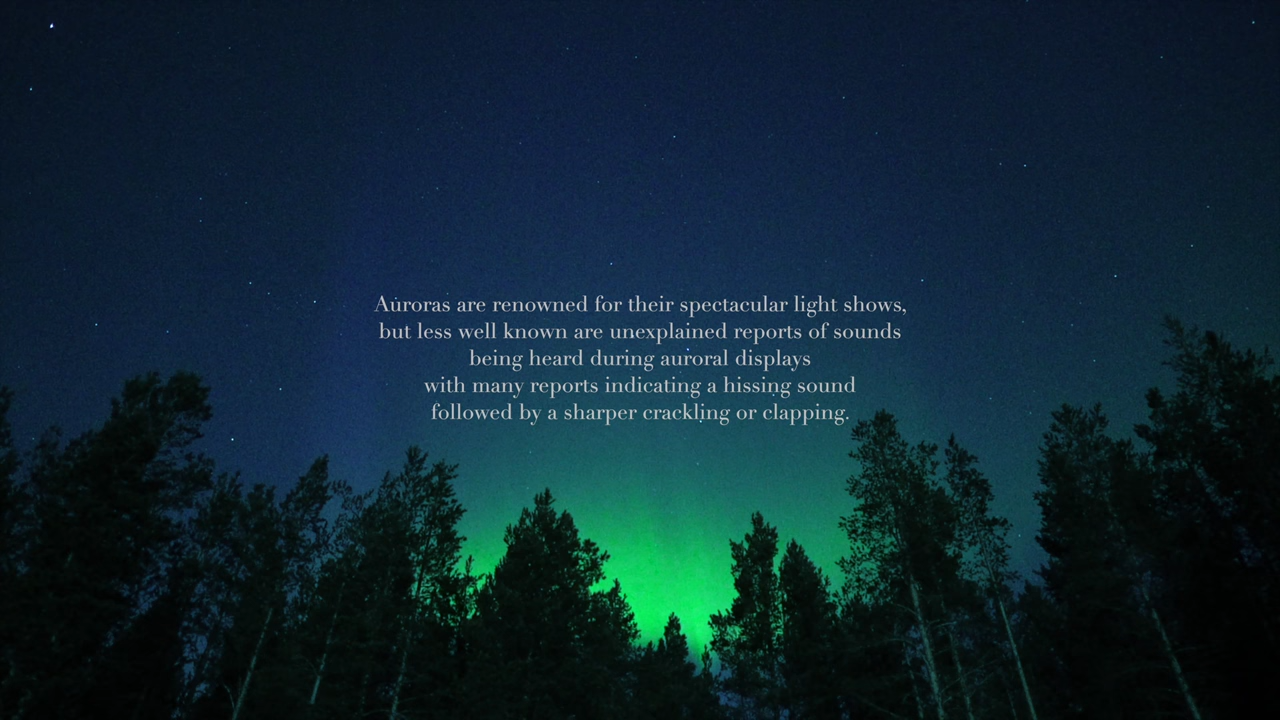 Auroras are renowned for their spectacular light shows,
but less well known are unexplained reports of sounds
being heard during auroral displays
with many reports indicating a hissing sound
followed by a sharper crackling or clapping.